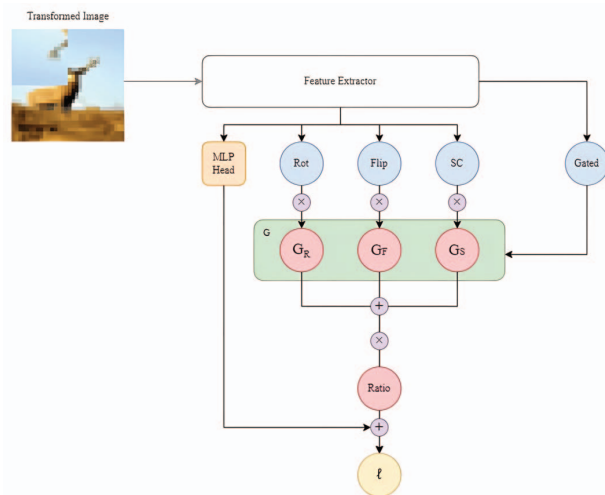 Transformed Image
Feature Extractor
MLP
Head
Rot
Flip
SC
Gated
×
×
×
G
G_R
G_F
G_S
+
×
Ratio
+
ℓ